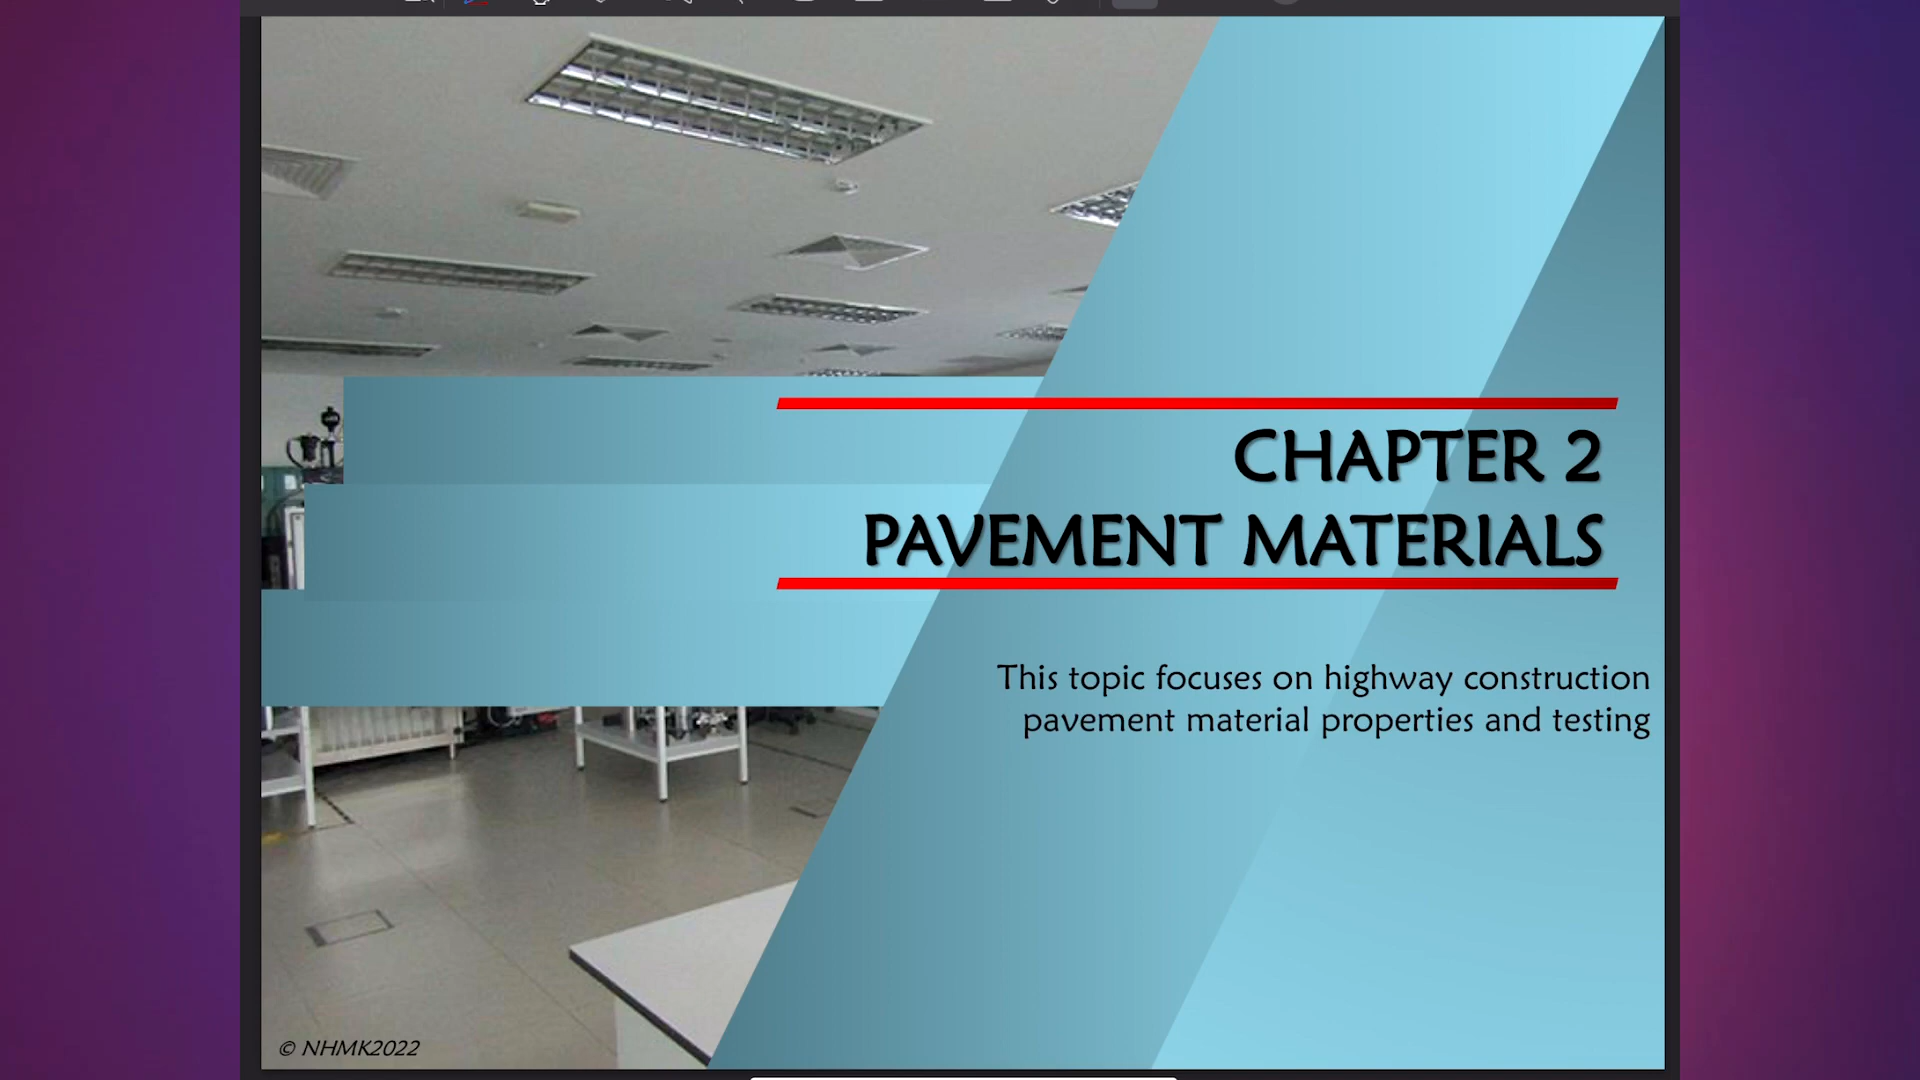 CHAPTER 2
PAVEMENT MATERIALS
This topic focuses on highway construction
pavement material properties and testing
© NHMK2022